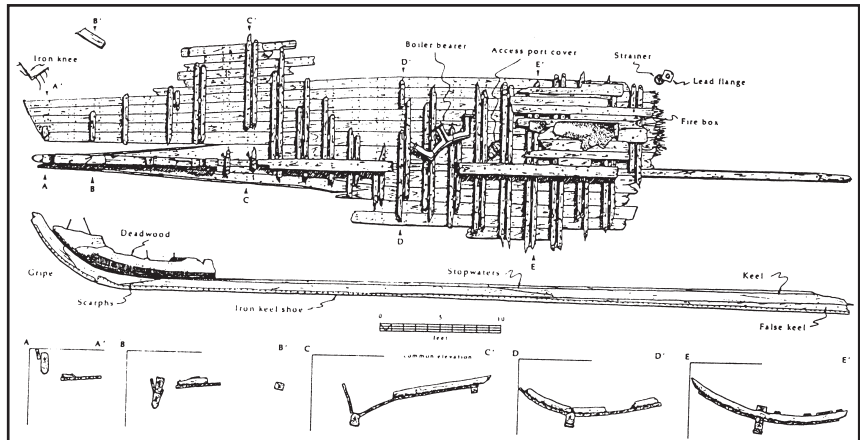 B'
C'
Iron knee
A'
Boiler bearer
Access port cover
D'
E'
Strainer
Lead flange
Fire box
A
B
C
D
E
Deadwood
Gripe
Scarphs
Iron keel shoe
Stopwaters
Keel
False keel
0 5 10
feet
A A' B B' C common elevation C' D D' E E'